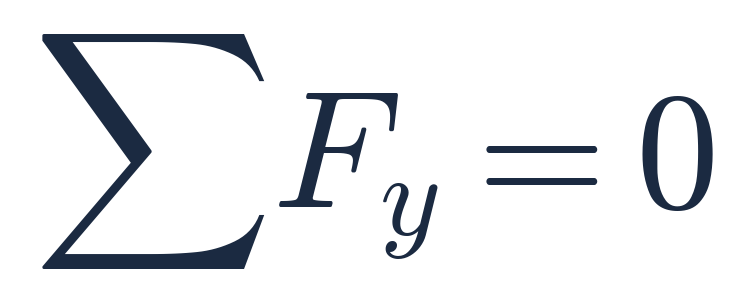 ∑ F_y = 0